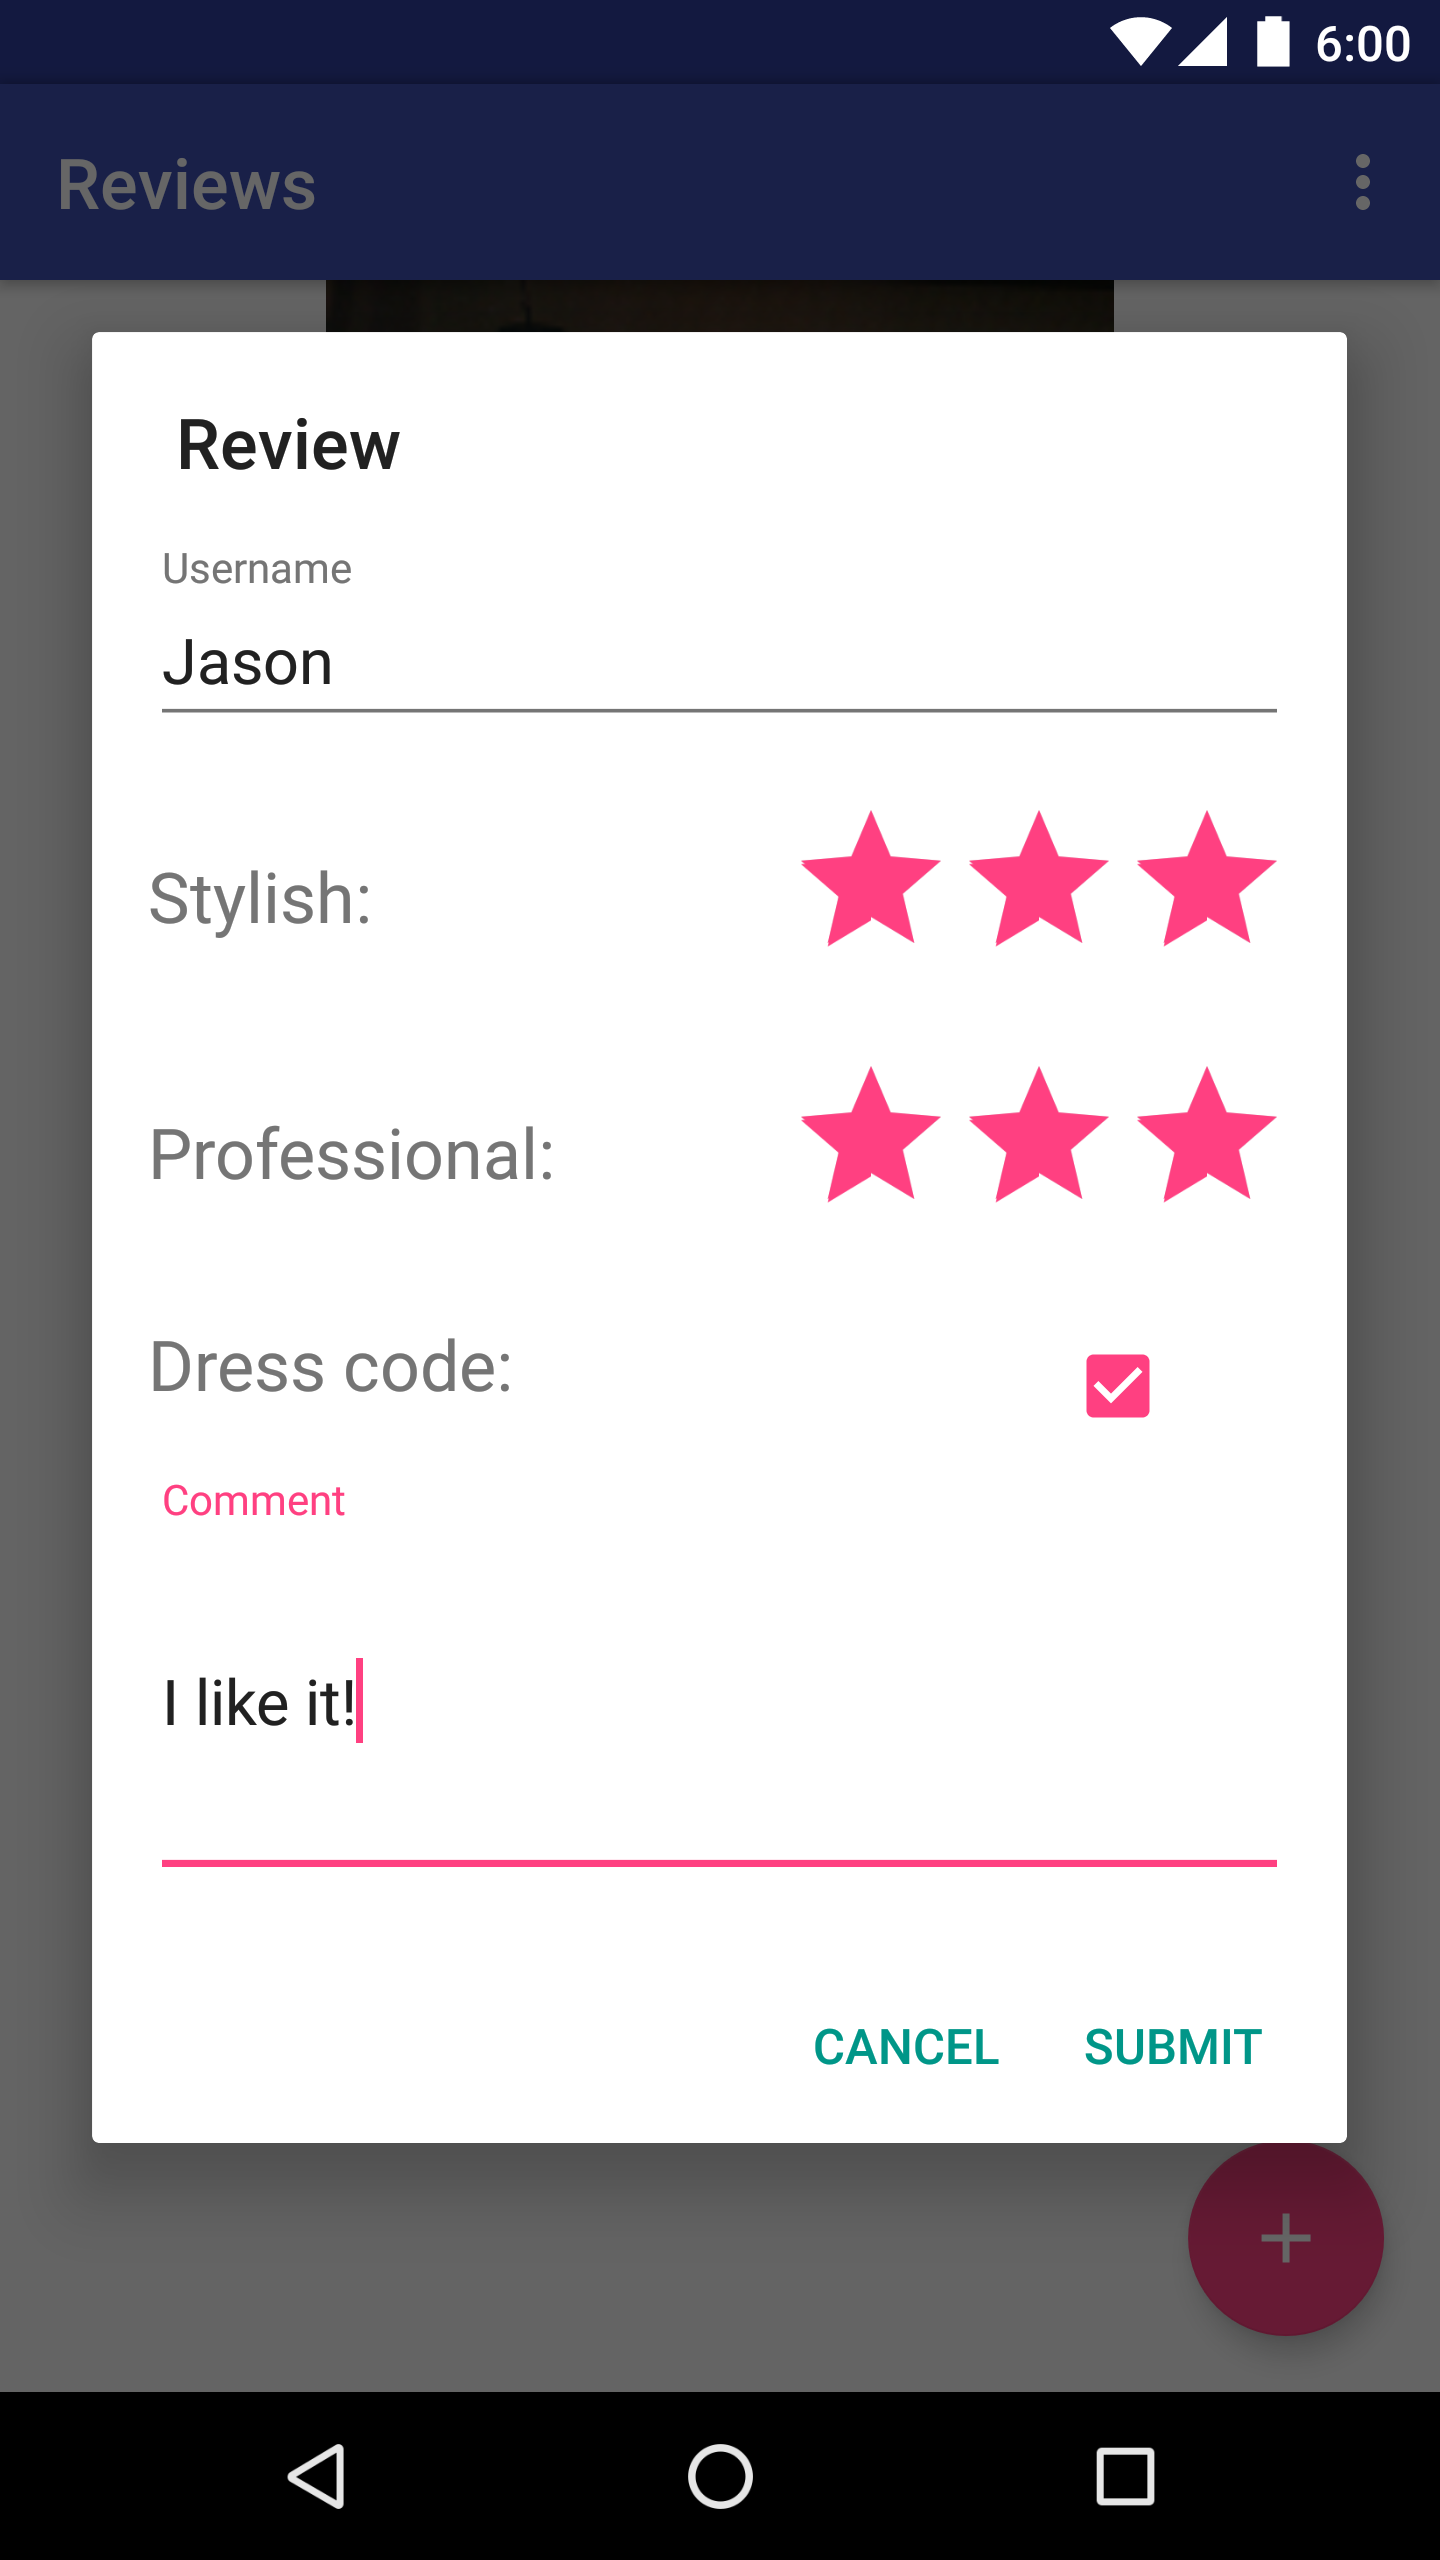 6:00
Reviews
Review
Username
Jason
Stylish:
Professional:
Dress code:
Comment
I like it!
CANCEL SUBMIT